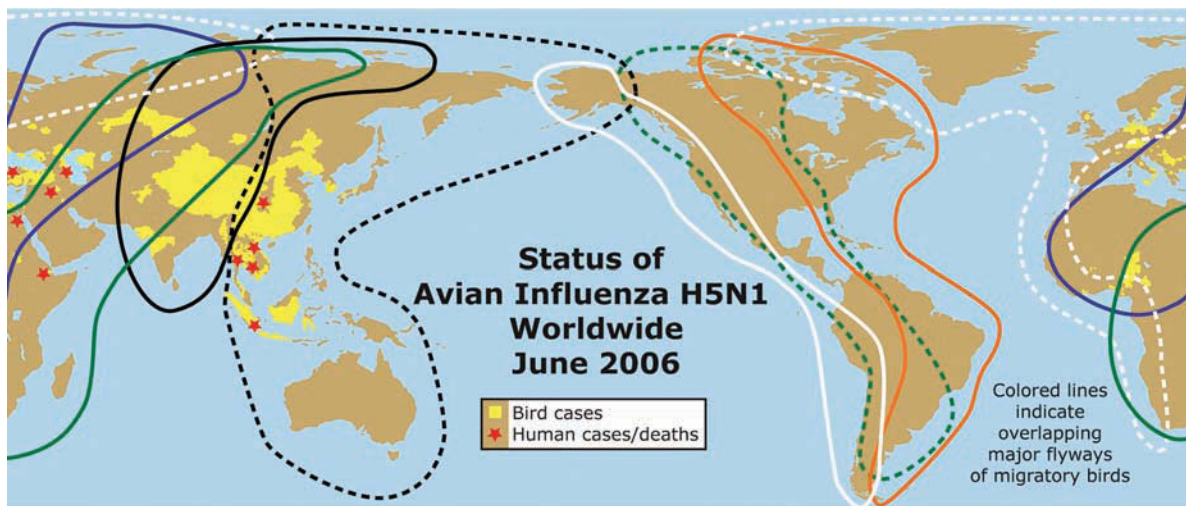 Status of
Avian Influenza H5N1
Worldwide
June 2006
Bird cases
Human cases/deaths
Colored lines
indicate
overlapping
major flyways
of migratory birds